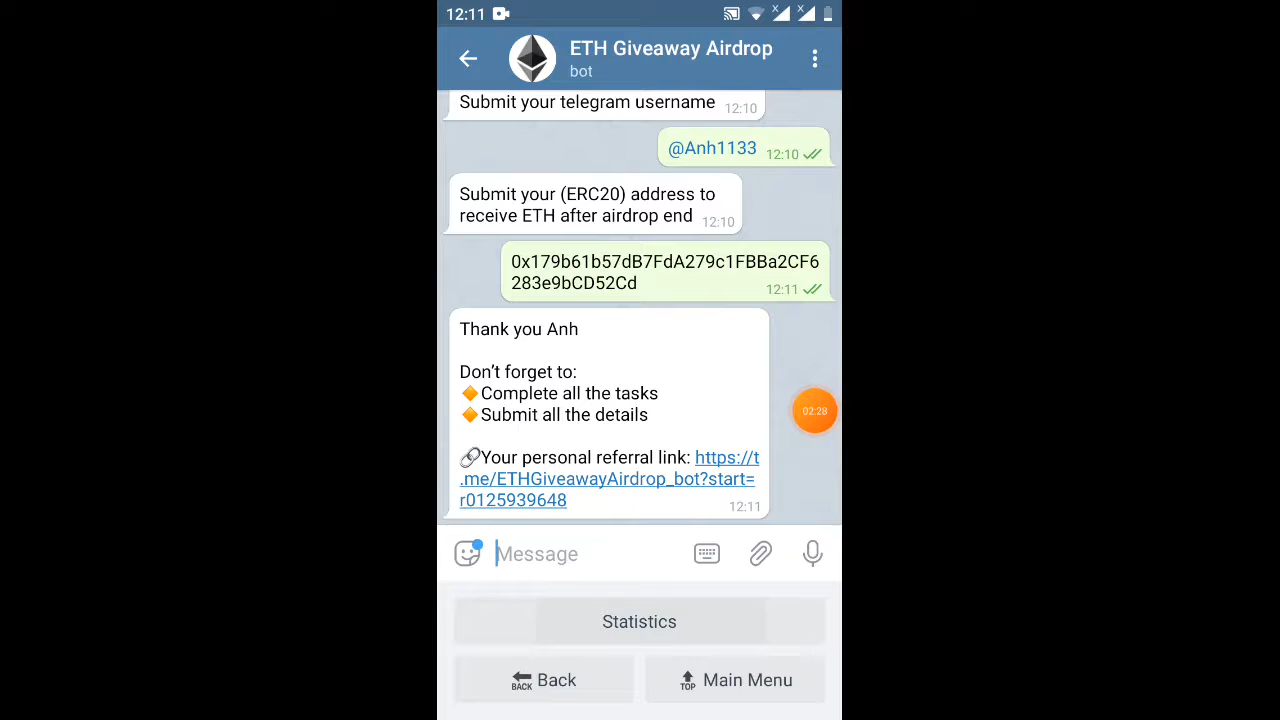 12:11
ETH Giveaway Airdrop
bot
Submit your telegram username 12:10
@Anh1133 12:10
Submit your (ERC20) address to
receive ETH after airdrop end 12:10
0x179b61b57dB7FdA279c1FBBa2CF6
283e9bCD52Cd 12:11
Thank you Anh
Don’t forget to:
🔸Complete all the tasks
🔸Submit all the details
🔗Your personal referral link: https://t
.me/ETHGiveawayAirdrop_bot?start=
r0125939648 12:11
02:28
Message
Statistics
BACK Back
TOP Main Menu